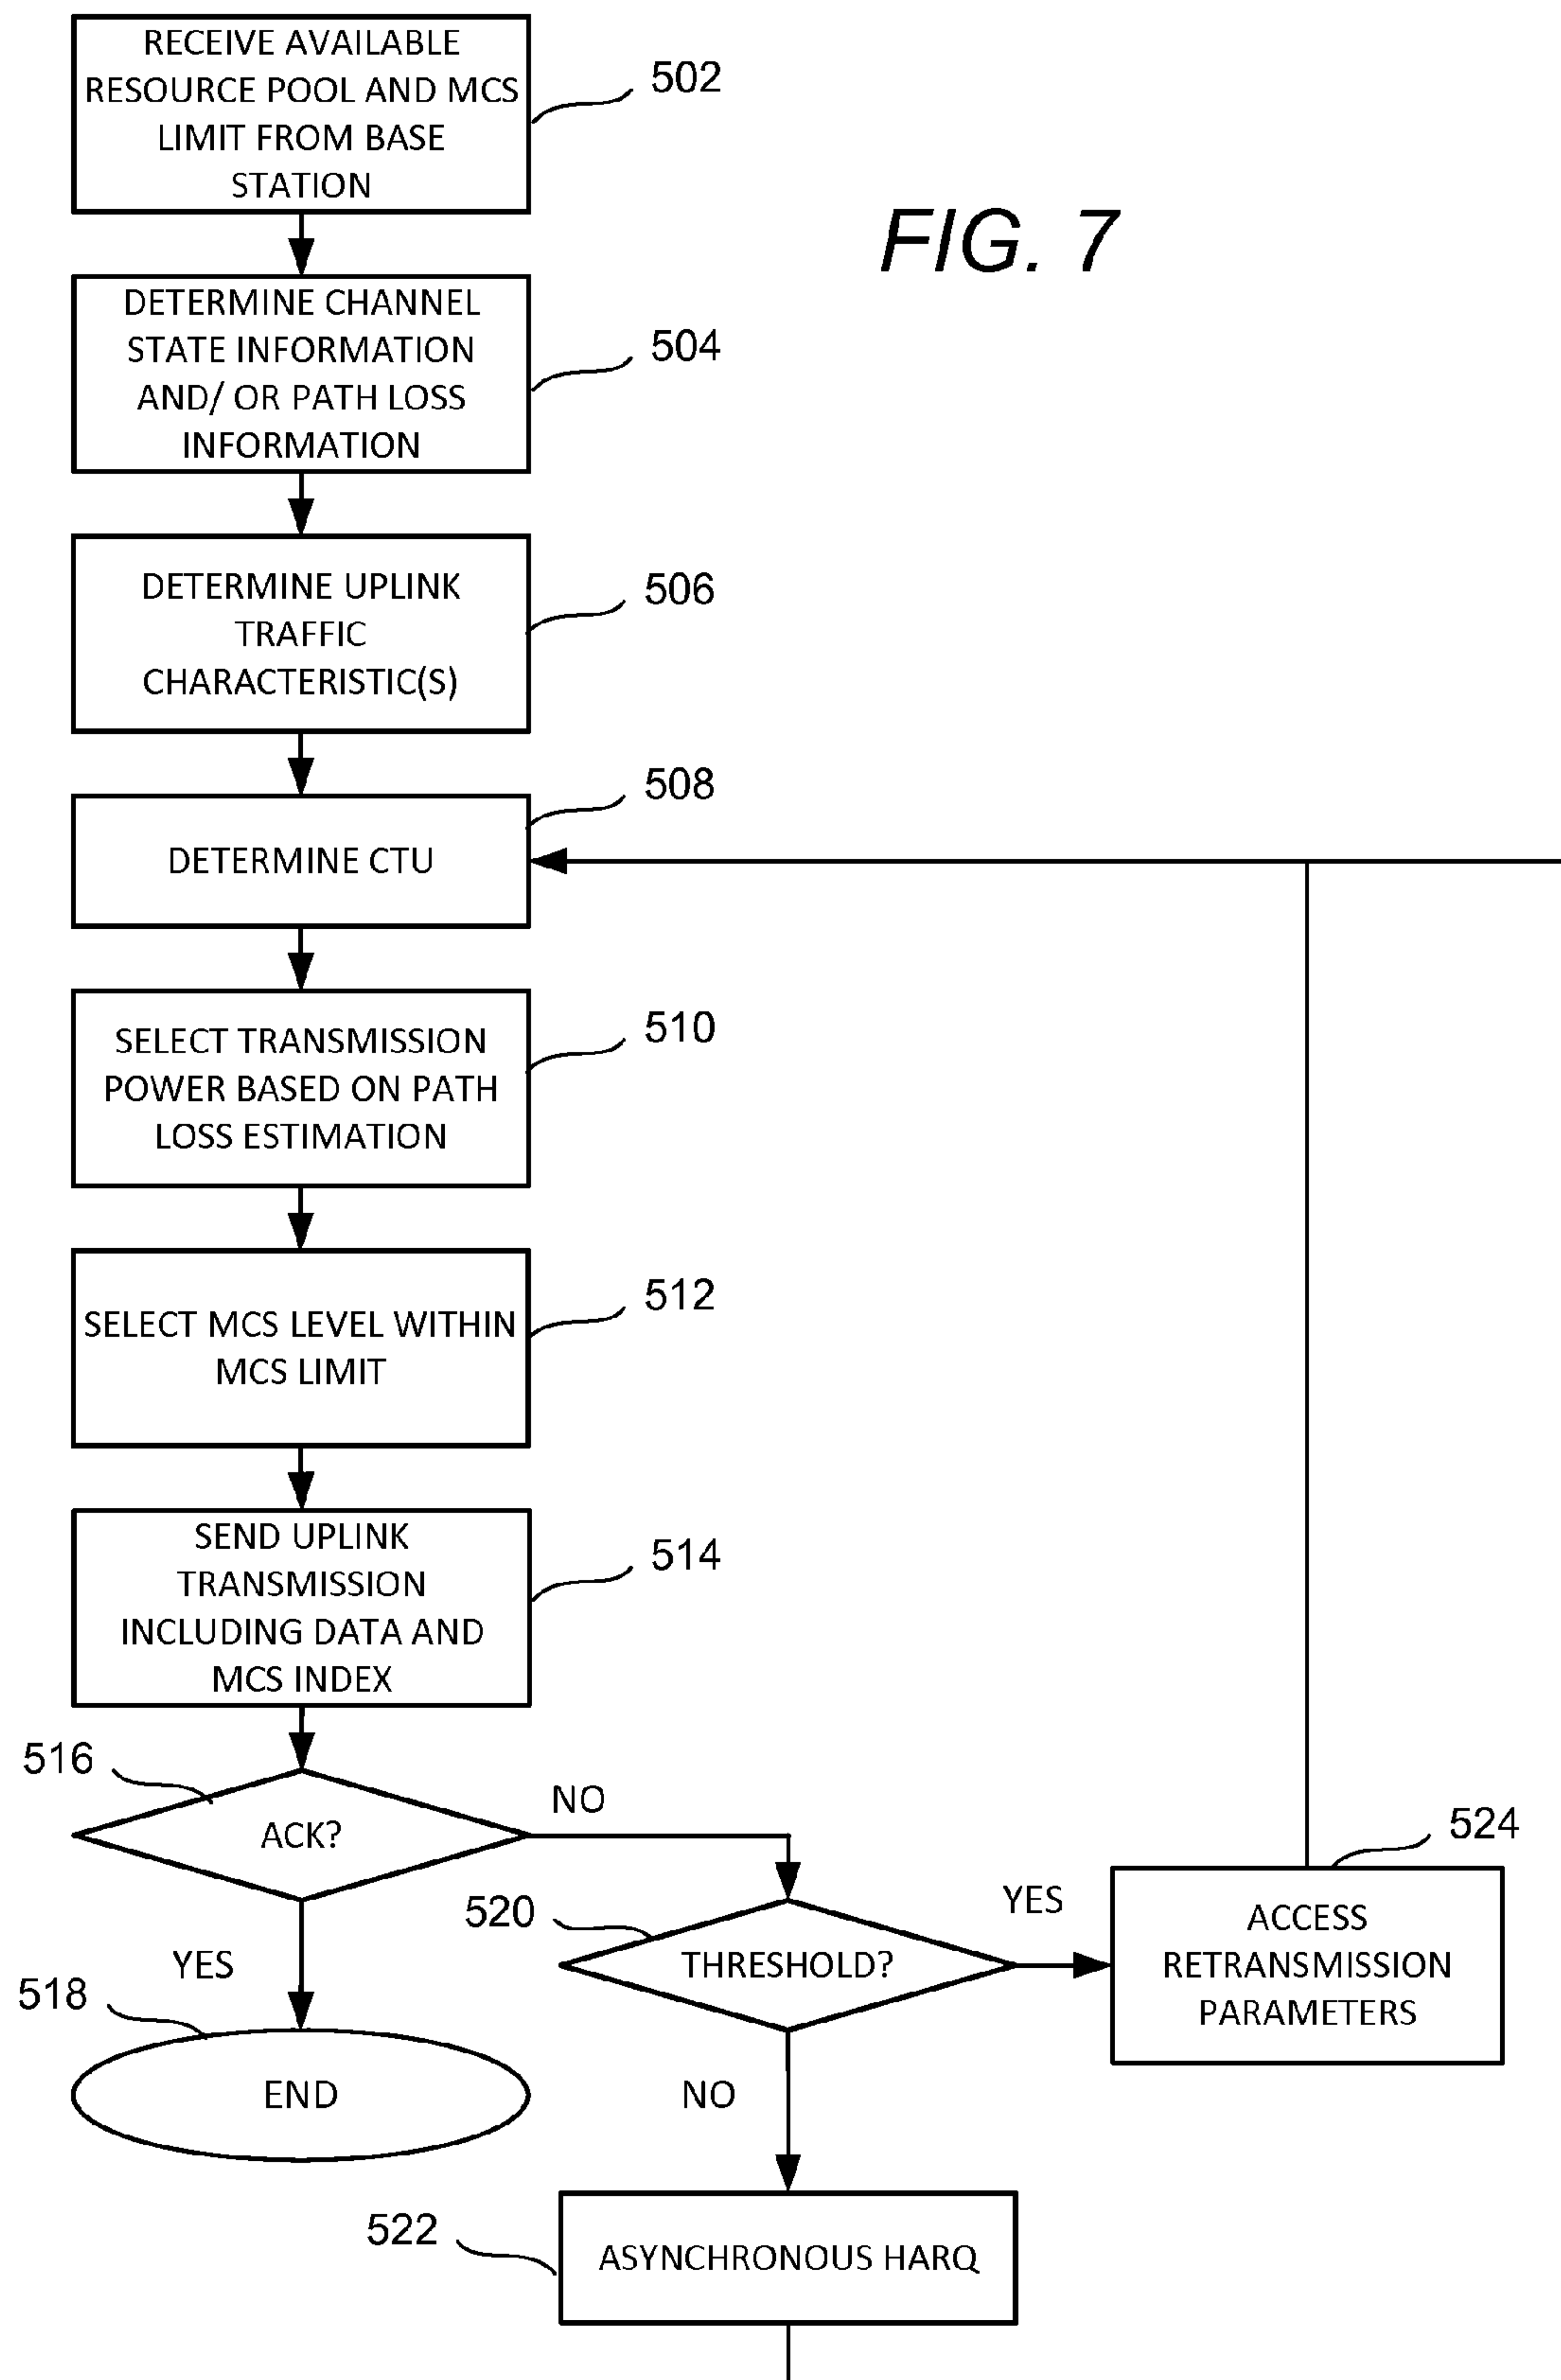 RECEIVE AVAILABLE
RESOURCE POOL AND MCS
LIMIT FROM BASE
STATION
502
FIG. 7
DETERMINE CHANNEL
STATE INFORMATION
AND/ OR PATH LOSS
INFORMATION
504
DETERMINE UPLINK
TRAFFIC
CHARACTERISTIC(S)
506
508
DETERMINE CTU
SELECT TRANSMISSION
POWER BASED ON PATH
LOSS ESTIMATION
510
SELECT MCS LEVEL WITHIN
MCS LIMIT
512
SEND UPLINK
TRANSMISSION
INCLUDING DATA AND
MCS INDEX
514
516
ACK?
NO
YES
518
END
520
THRESHOLD?
YES
524
ACCESS
RETRANSMISSION
PARAMETERS
NO
522
ASYNCHRONOUS HARQ